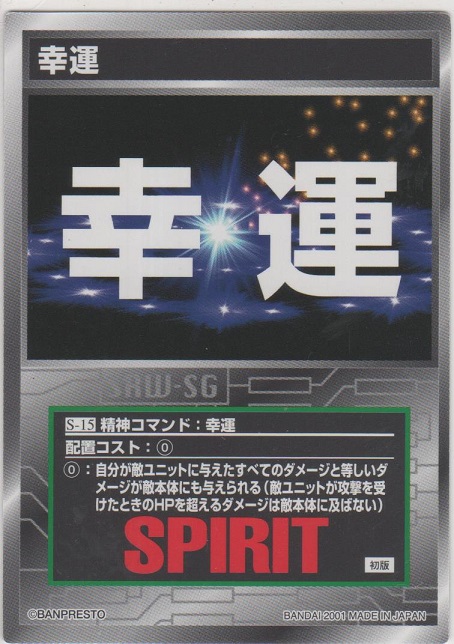 幸運
幸運
SRW-SG
S-15 精神コマンド：幸運
配置コスト：⓪
⓪：自分が敵ユニットに与えたすべてのダメージと等しいダ
メージが敵本体にも与えられる（敵ユニットが攻撃を受
けたときのHPを超えるダメージは敵本体に及ばない）
SPIRIT
初版
©BANPRESTO
BANDAI 2001 MADE IN JAPAN